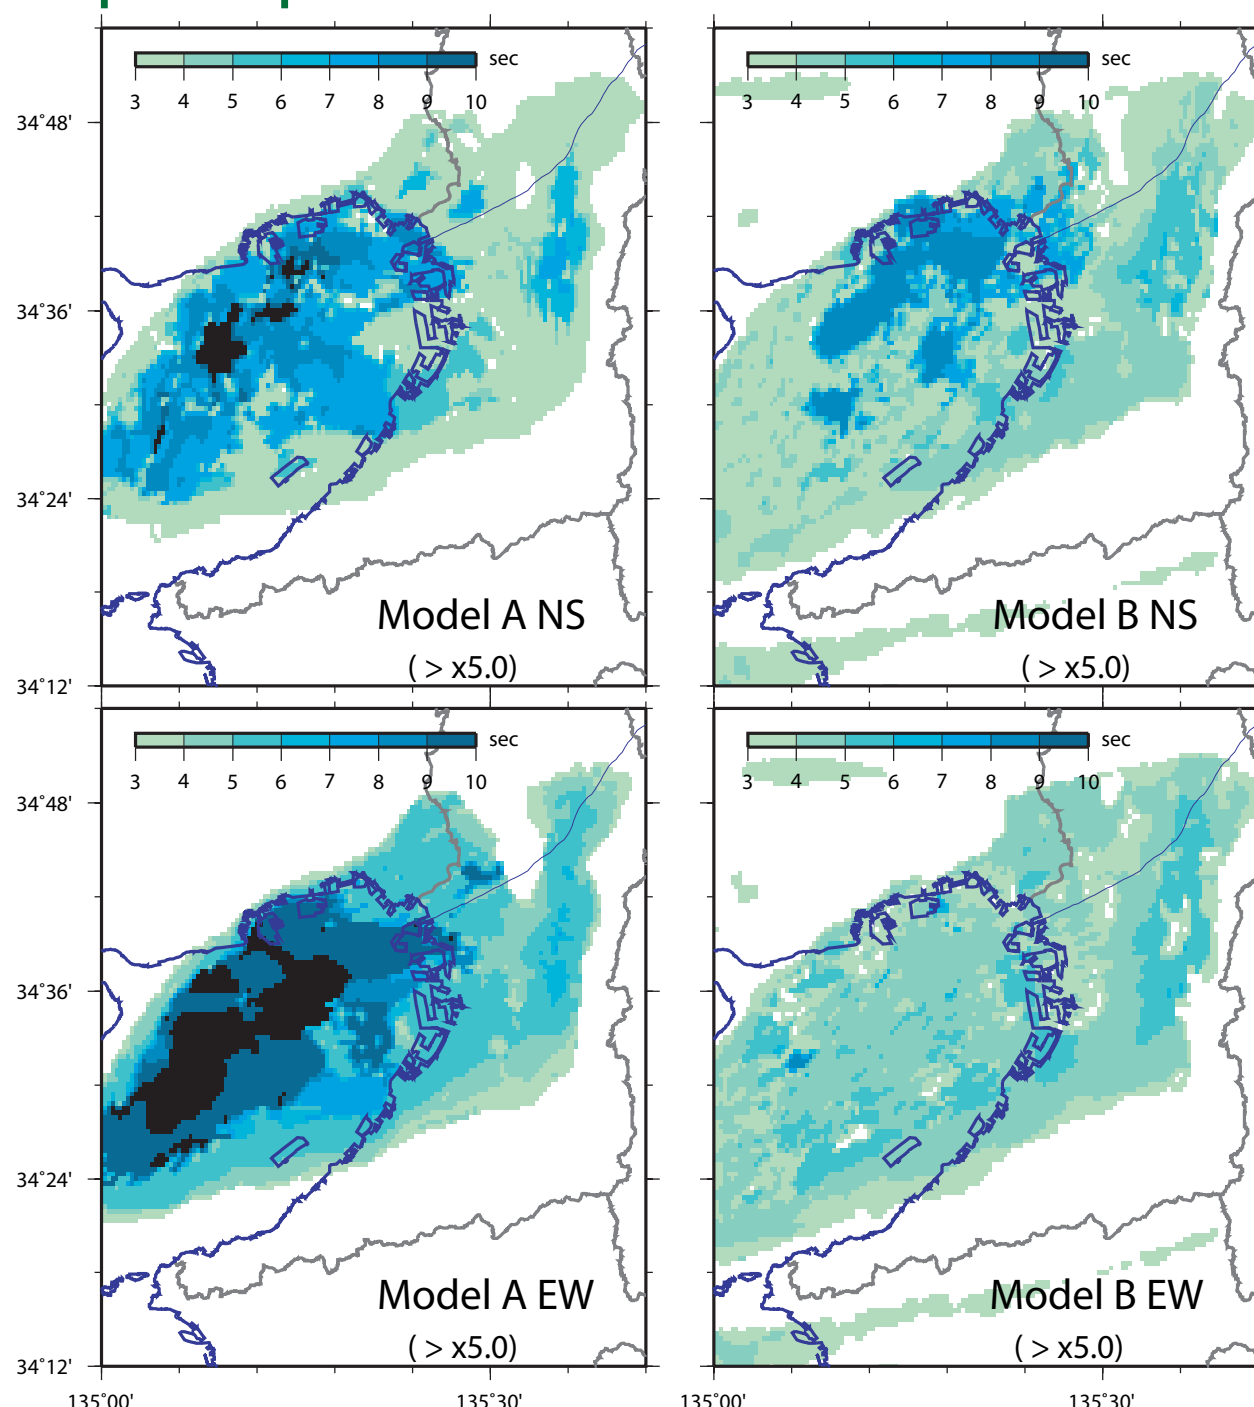 sec sec
3 4 5 6 7 8 9 10 3 4 5 6 7 8 9 10
34˚48'
34˚36'
34˚24'
Model A NS Model B NS
( > x5.0) ( > x5.0)
34˚12'
sec sec
3 4 5 6 7 8 9 10 3 4 5 6 7 8 9 10
34˚48'
34˚36'
34˚24'
Model A EW Model B EW
( > x5.0) ( > x5.0)
34˚12'
135˚00' 135˚30' 135˚00' 135˚30'